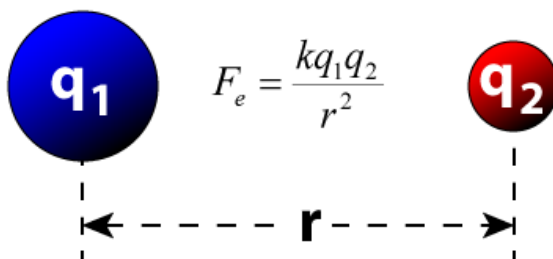 q₁
Fₑ = kq₁q₂ / r²
q₂
r